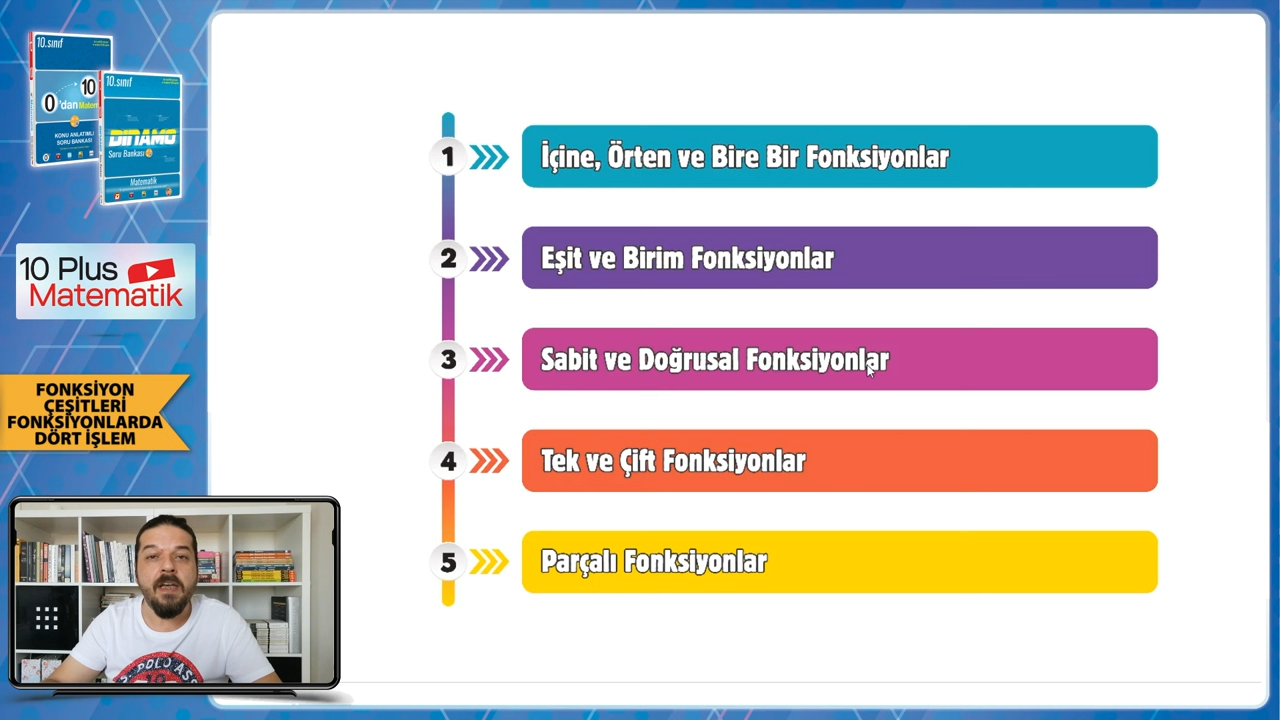 10.sınıf
0'dan 10
KONU ANLATIMLI
SORU BANKASI
10.sınıf
DİNAMO
Soru Bankası
Matematik
10 Plus
Matematik
FONKSİYON
ÇEŞİTLERİ
FONKSİYONLARDA
DÖRT İŞLEM
1 İçine, Örten ve Bire Bir Fonksiyonlar
2 Eşit ve Birim Fonksiyonlar
3 Sabit ve Doğrusal Fonksiyonlar
4 Tek ve Çift Fonksiyonlar
5 Parçalı Fonksiyonlar
POLO ASS